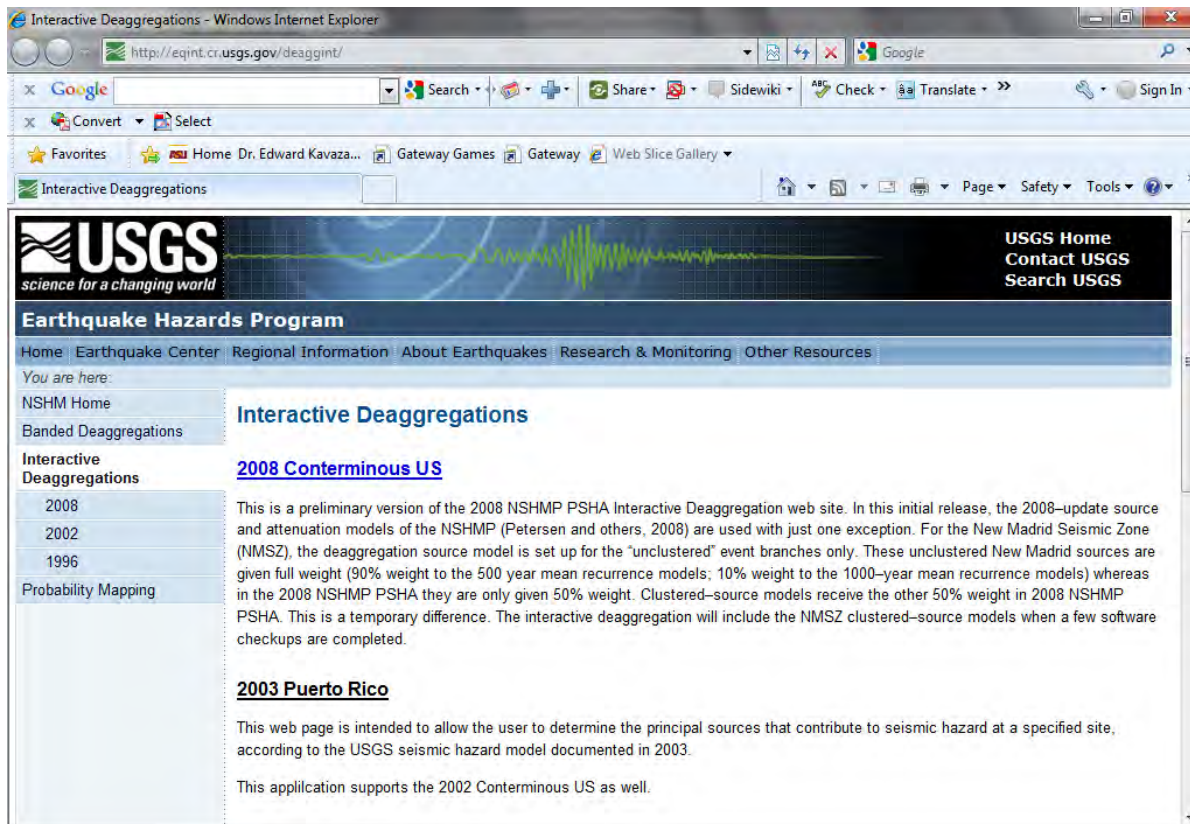 Interactive Deaggregations - Windows Internet Explorer
http://eqint.cr.usgs.gov/deaggint/
Google
x Google Search Share Sidewiki ABC Check Translate >> Sign In
x Convert Select
Favorites ASU Home Dr. Edward Kavaza... Gateway Games Gateway Web Slice Gallery
Interactive Deaggregations
Page Safety Tools
USGS
science for a changing world
USGS Home
Contact USGS
Search USGS
Earthquake Hazards Program
Home Earthquake Center Regional Information About Earthquakes Research & Monitoring Other Resources
You are here:
NSHM Home
Banded Deaggregations
Interactive
Deaggregations
2008
2002
1996
Probability Mapping
Interactive Deaggregations
2008 Conterminous US
This is a preliminary version of the 2008 NSHMP PSHA Interactive Deaggregation web site. In this initial release, the 2008–update source
and attenuation models of the NSHMP (Petersen and others, 2008) are used with just one exception. For the New Madrid Seismic Zone
(NMSZ), the deaggregation source model is set up for the “unclustered” event branches only. These unclustered New Madrid sources are
given full weight (90% weight to the 500 year mean recurrence models; 10% weight to the 1000–year mean recurrence models) whereas
in the 2008 NSHMP PSHA they are only given 50% weight. Clustered–source models receive the other 50% weight in 2008 NSHMP
PSHA. This is a temporary difference. The interactive deaggregation will include the NMSZ clustered–source models when a few software
checkups are completed.
2003 Puerto Rico
This web page is intended to allow the user to determine the principal sources that contribute to seismic hazard at a specified site,
according to the USGS seismic hazard model documented in 2003.
This applilcation supports the 2002 Conterminous US as well.